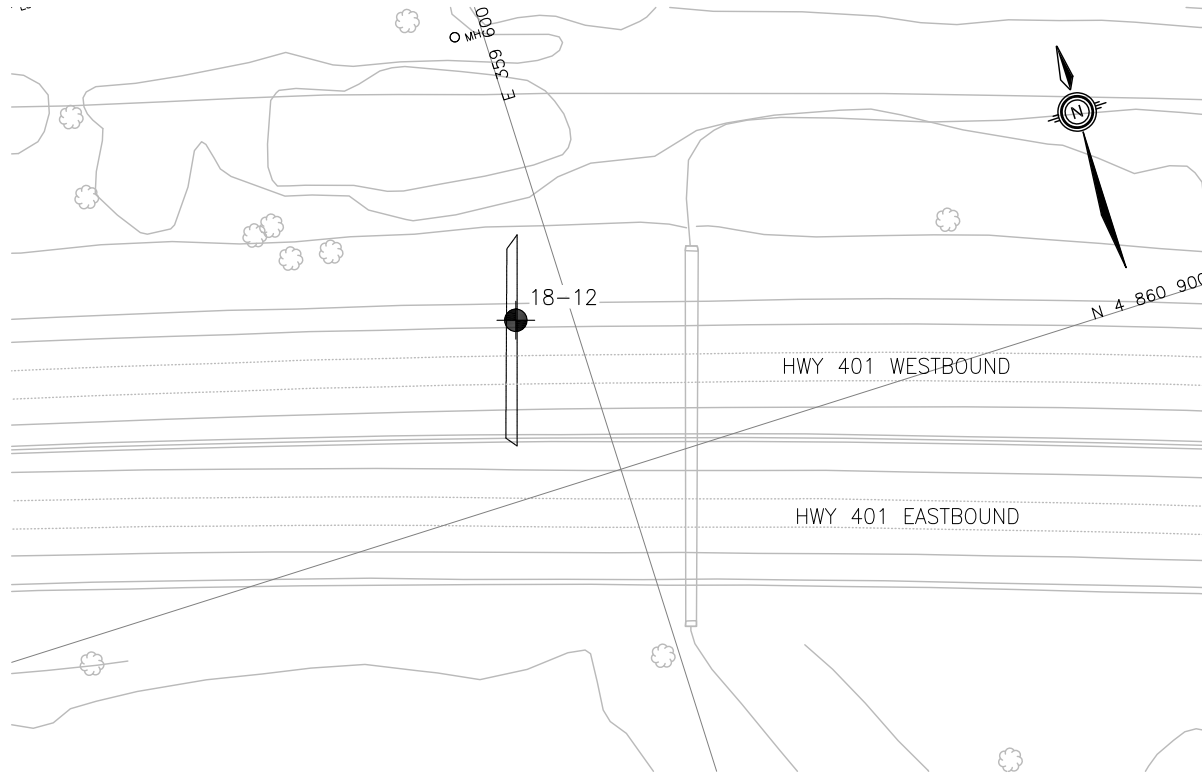 E 359 600
MH
N
18-12
N 4 860 900
HWY 401 WESTBOUND
HWY 401 EASTBOUND